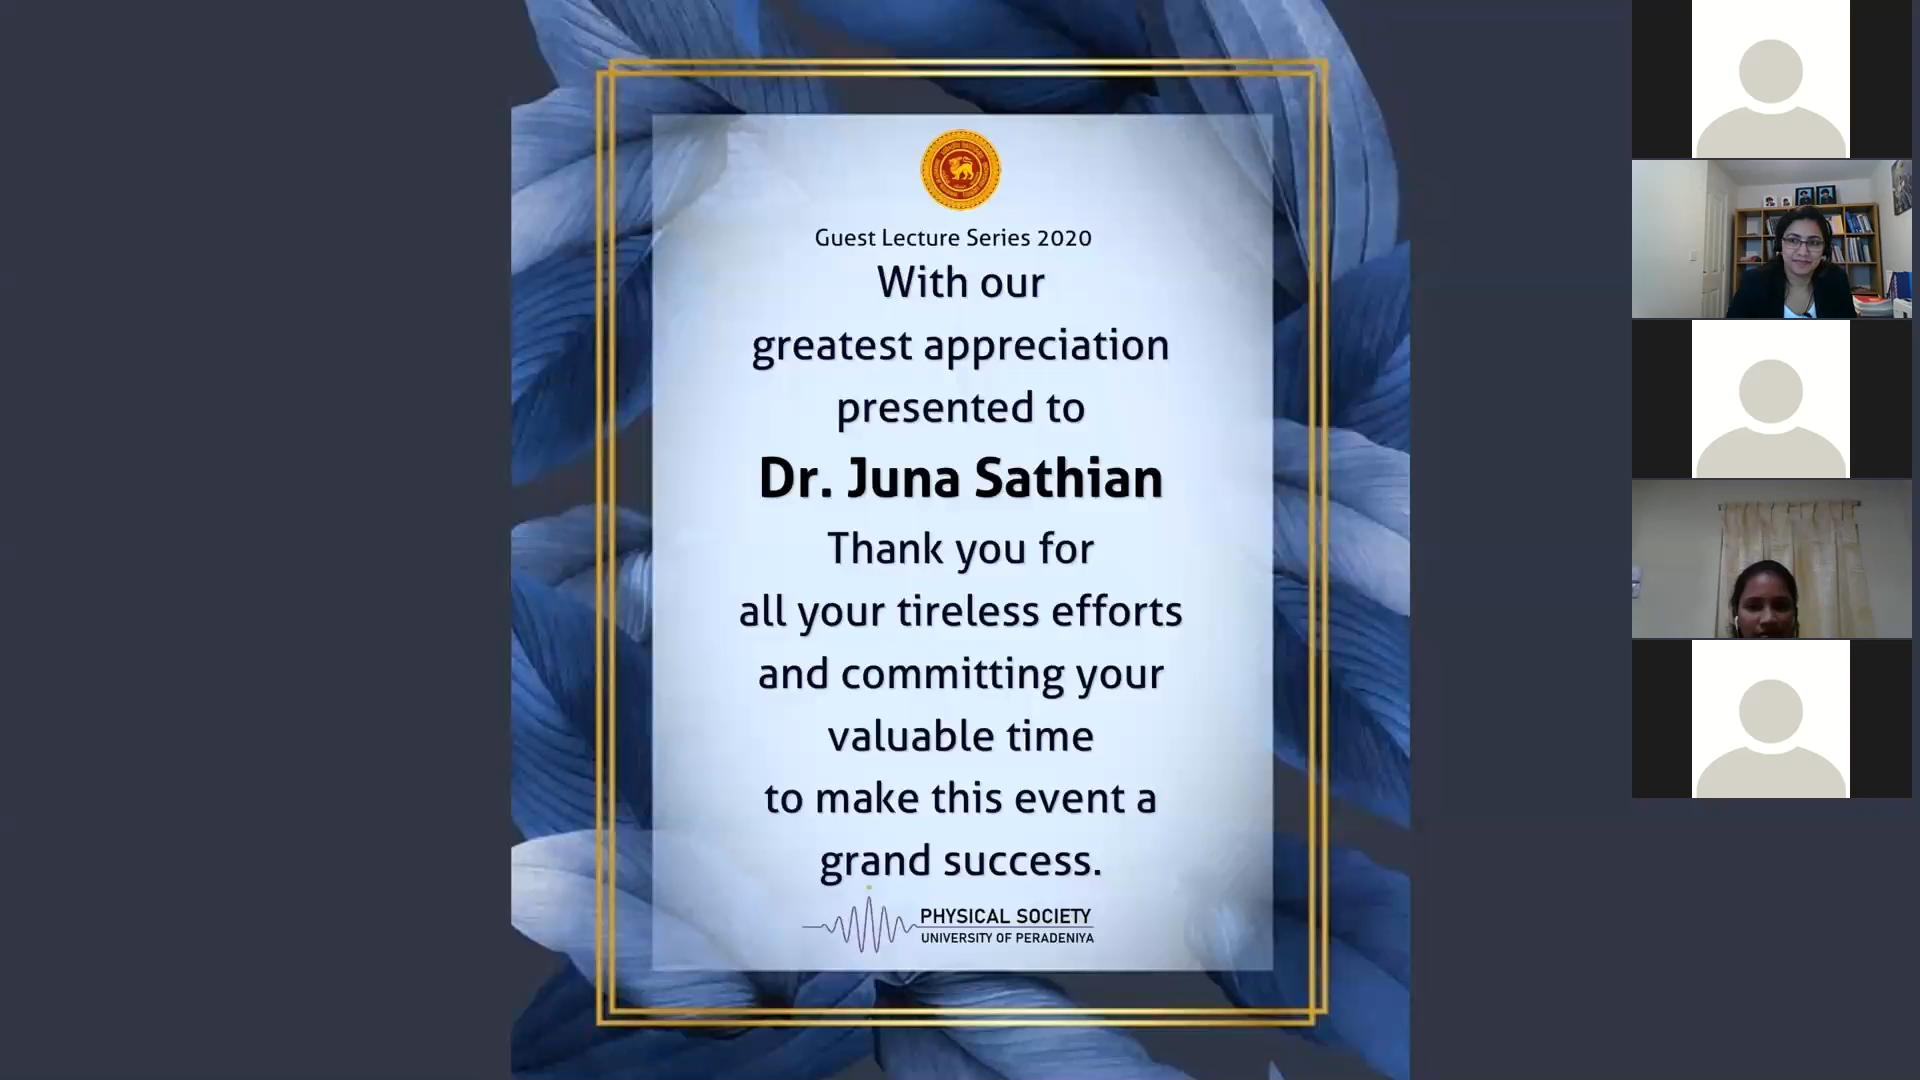 Guest Lecture Series 2020
With our
greatest appreciation
presented to
Dr. Juna Sathian
Thank you for
all your tireless efforts
and committing your
valuable time
to make this event a
grand success.
PHYSICAL SOCIETY
UNIVERSITY OF PERADENIYA